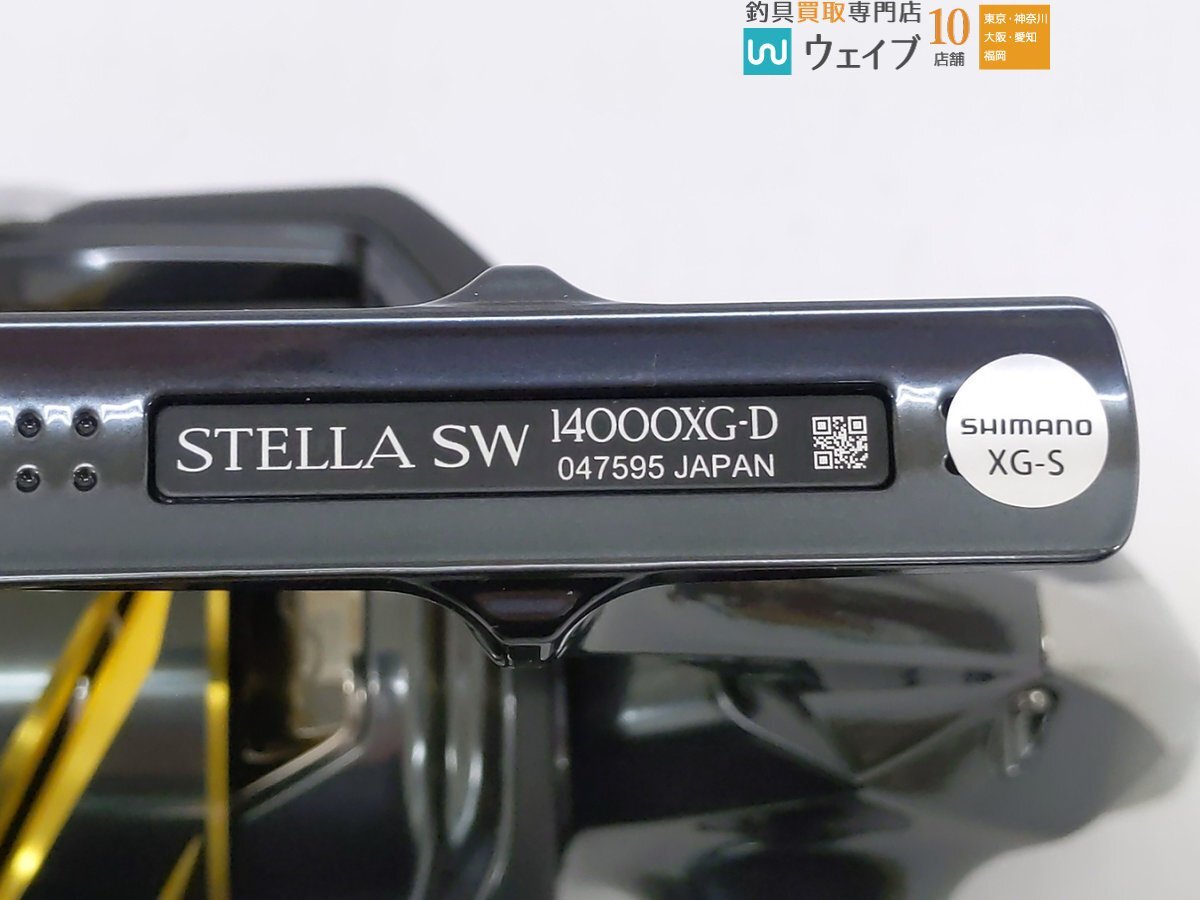 釣具買取専門店
ウェイブ
10
店舗
東京・神奈川
大阪・愛知
福岡
STELLA SW
14000XG-D
047595 JAPAN
SHIMANO
XG-S